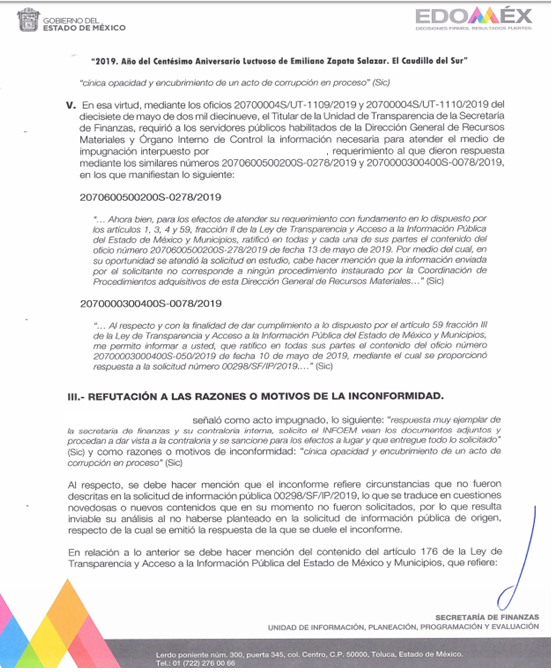 GOBIERNO DEL
ESTADO DE MÉXICO
EDOMÉX
DECISIONES FIRMES, RESULTADOS FUERTES.
"2019. Año del Centésimo Aniversario Luctuoso de Emiliano Zapata Salazar. El Caudillo del Sur"
"cínica opacidad y encubrimiento de un acto de corrupción en proceso" (Sic)
V. En esa virtud, mediante los oficios 20700004S/UT-1109/2019 y 20700004S/UT-1110/2019 del
diecisiete de mayo de dos mil diecinueve, el Titular de la Unidad de Transparencia de la Secretaría
de Finanzas, requirió a los servidores públicos habilitados de la Dirección General de Recursos
Materiales y Órgano Interno de Control la información necesaria para atender el medio de
impugnación interpuesto por , requerimiento al que dieron respuesta
mediante los similares números 20706005002​00S-0278/2019 y 2070000300400S-0078/2019,
en los que manifiestan lo siguiente:
2070600500200S-0278/2019
"… Ahora bien, para los efectos de atender su requerimiento con fundamento en lo dispuesto por
los artículos 1, 3, 4 y 59, fracción II de la Ley de Transparencia y Acceso a la Información Pública
del Estado de México y Municipios, ratificó en todas y cada una de sus partes el contenido del
oficio número 20706005002​00S-278/2019 de fecha 13 de mayo de 2019. Por medio del cual, en
su oportunidad se atendió la solicitud en estudio, cabe hacer mención que la información enviada
por el solicitante no corresponde a ningún procedimiento instaurado por la Coordinación de
Procedimientos adquisitivos de esta Dirección General de Recursos Materiales…" (Sic)
2070000300400S-0078/2019
"… Al respecto y con la finalidad de dar cumplimiento a lo dispuesto por el artículo 59 fracción III
de la Ley de Transparencia y Acceso a la Información Pública del Estado de México y Municipios,
me permito informar a usted, que ratifico en todas sus partes el contenido del oficio número
20700003000400S-050/2019 de fecha 10 de mayo de 2019, mediante el cual se proporcionó
respuesta a la solicitud número 00298/SF/IP/2019.…" (Sic)
III.- REFUTACIÓN A LAS RAZONES O MOTIVOS DE LA INCONFORMIDAD.
señaló como acto impugnado, lo siguiente: "respuesta muy ejemplar de
la secretaria de finanzas y su contraloria interna, solicito el INFOEM vean los documentos adjuntos y
procedan a dar vista a la contraloria y se sancione para los efectos a lugar y que entregue todo lo solicitado"
(Sic) y como razones o motivos de inconformidad: "cínica opacidad y encubrimiento de un acto de
corrupción en proceso" (Sic)
Al respecto, se debe hacer mención que el inconforme refiere circunstancias que no fueron
descritas en la solicitud de información pública 00298/SF/IP/2019, lo que se traduce en cuestiones
novedosas o nuevos contenidos que en su momento no fueron solicitados, por lo que resulta
inviable su análisis al no haberse planteado en la solicitud de información pública de origen,
respecto de la cual se emitió la respuesta de la que se duele el inconforme.
En relación a lo anterior se debe hacer mención del contenido del artículo 176 de la Ley de
Transparencia y Acceso a la Información Pública del Estado de México y Municipios, que refiere:
SECRETARÍA DE FINANZAS
UNIDAD DE INFORMACIÓN, PLANEACIÓN, PROGRAMACIÓN Y EVALUACIÓN
Lerdo poniente núm. 300, puerta 345, col. Centro, C.P. 50000, Toluca, Estado de México.
Tel.: 01 (722) 276 00 66